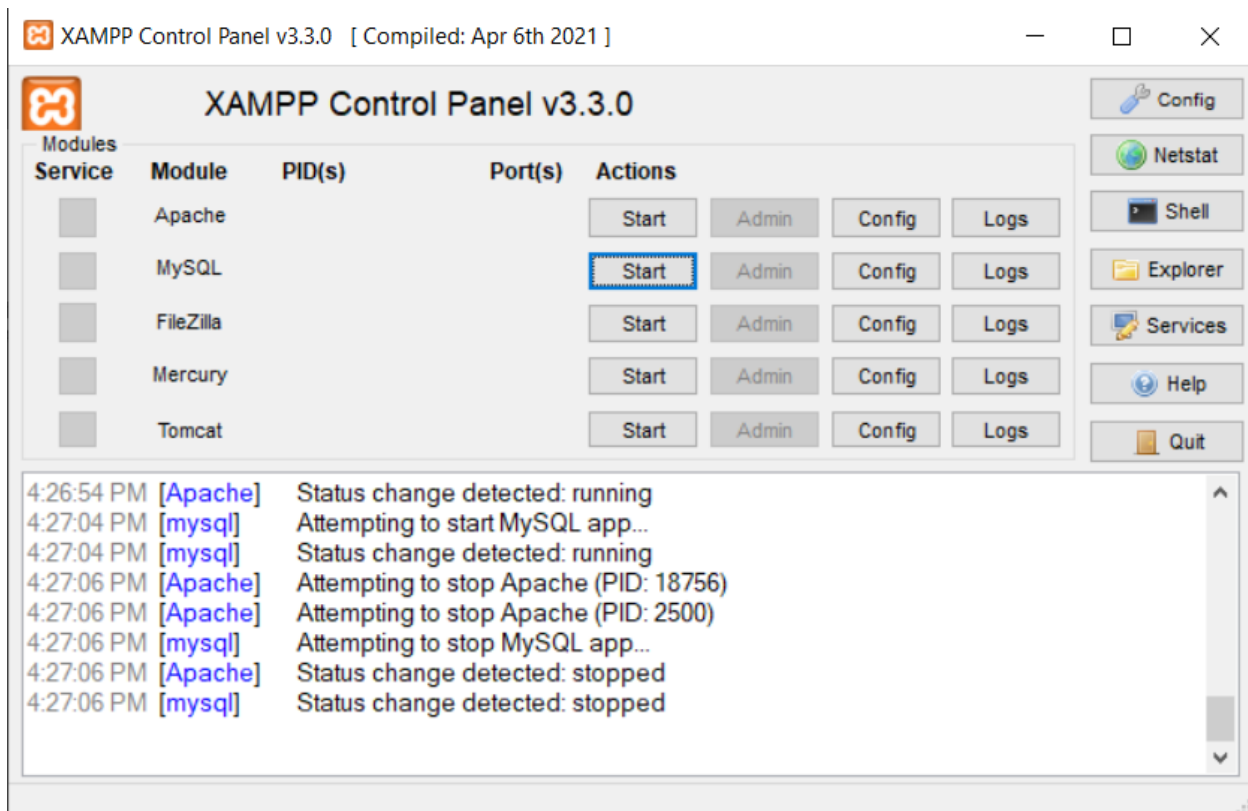 XAMPP Control Panel v3.3.0 [ Compiled: Apr 6th 2021 ]
XAMPP Control Panel v3.3.0
Config
Modules
Netstat
Service Module PID(s) Port(s) Actions
Apache Start Admin Config Logs
Shell
MySQL Start Admin Config Logs
Explorer
FileZilla Start Admin Config Logs
Services
Mercury Start Admin Config Logs
Help
Tomcat Start Admin Config Logs
Quit
4:26:54 PM [Apache] Status change detected: running
4:27:04 PM [mysql] Attempting to start MySQL app...
4:27:04 PM [mysql] Status change detected: running
4:27:06 PM [Apache] Attempting to stop Apache (PID: 18756)
4:27:06 PM [Apache] Attempting to stop Apache (PID: 2500)
4:27:06 PM [mysql] Attempting to stop MySQL app...
4:27:06 PM [Apache] Status change detected: stopped
4:27:06 PM [mysql] Status change detected: stopped